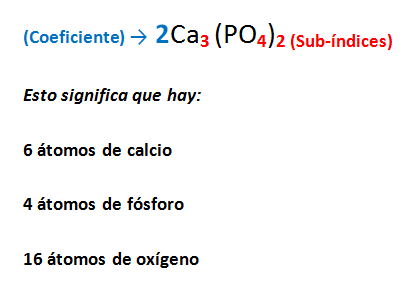 (Coeficiente) → 2Ca₃ (PO₄)₂ (Sub-índices)
Esto significa que hay:
6 átomos de calcio
4 átomos de fósforo
16 átomos de oxígeno